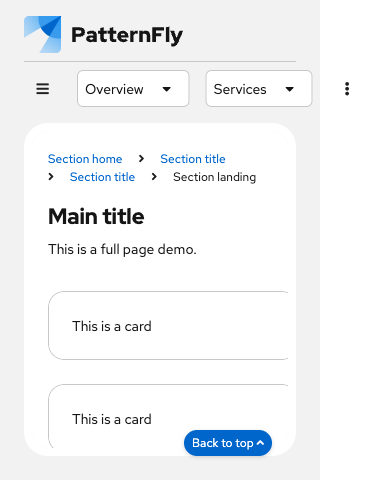 PatternFly
Overview Services
Section home Section title
Section title Section landing
Main title
This is a full page demo.
This is a card
This is a card
Back to top